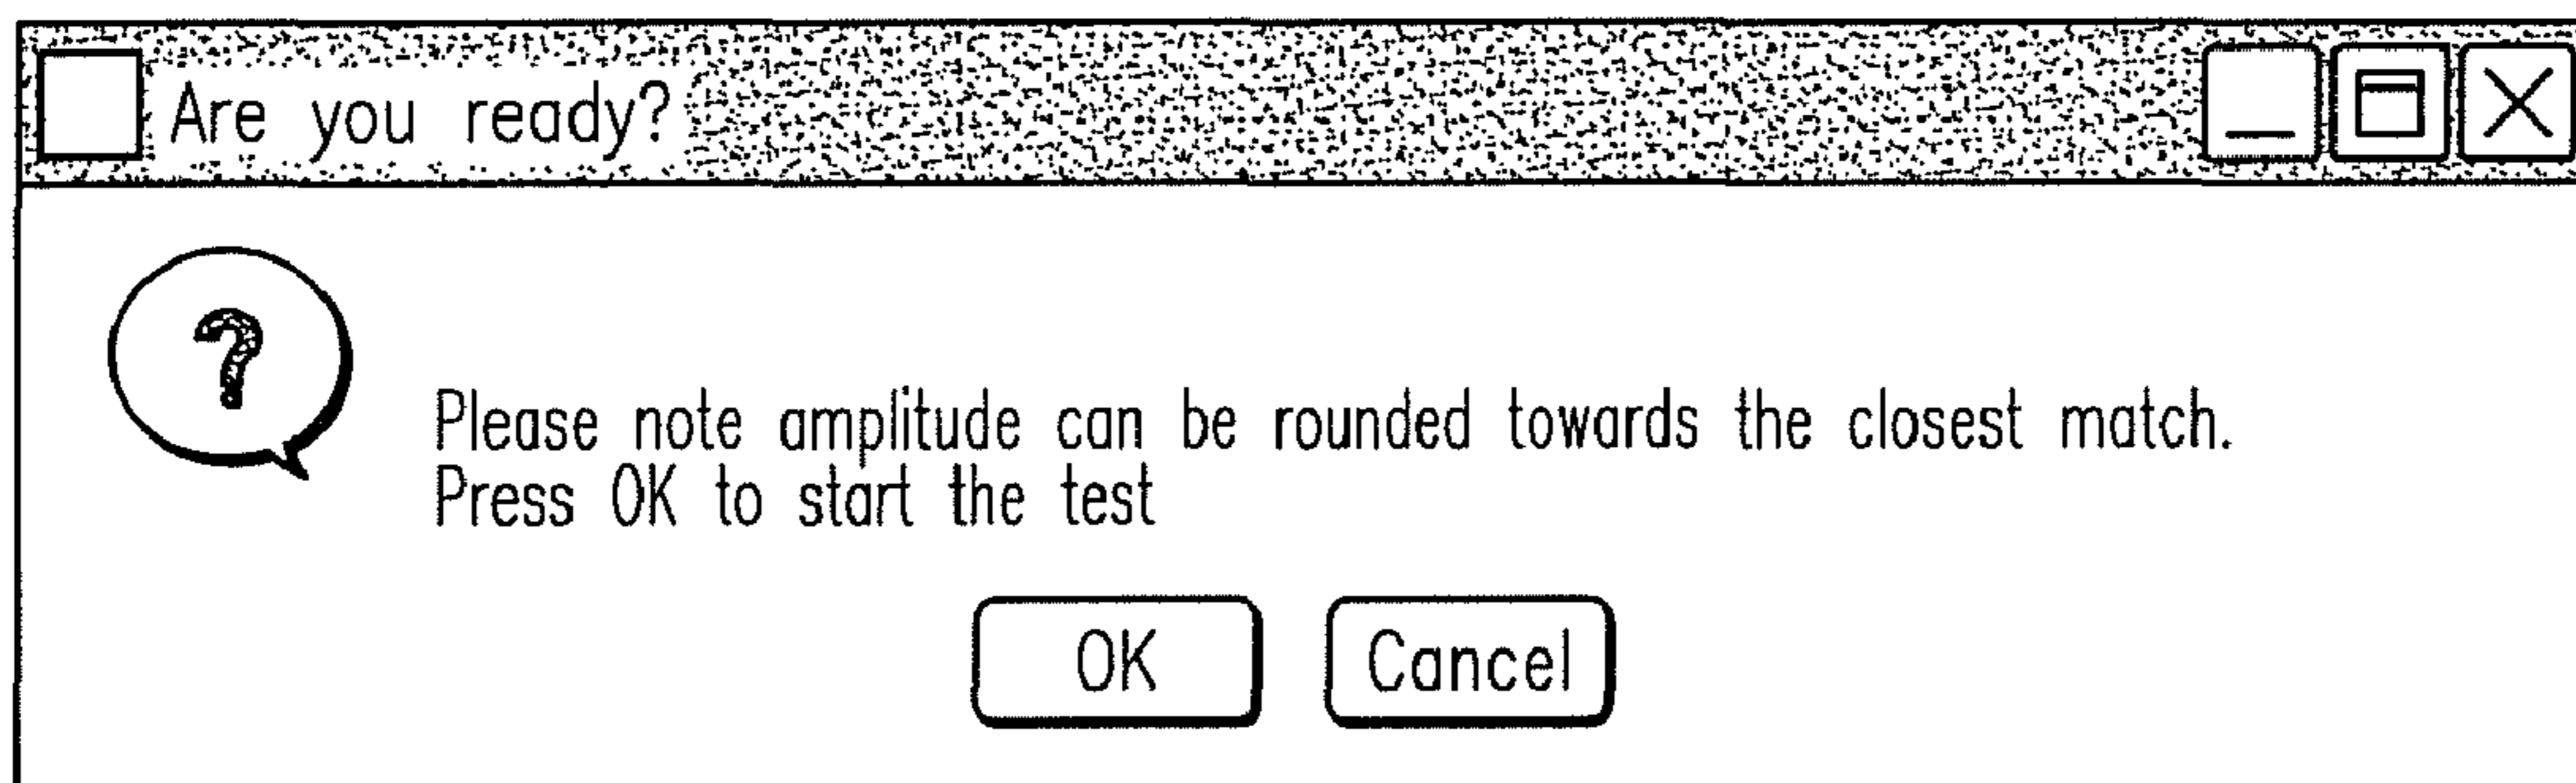 Are you ready?
?
Please note amplitude can be rounded towards the closest match.
Press OK to start the test
OK Cancel